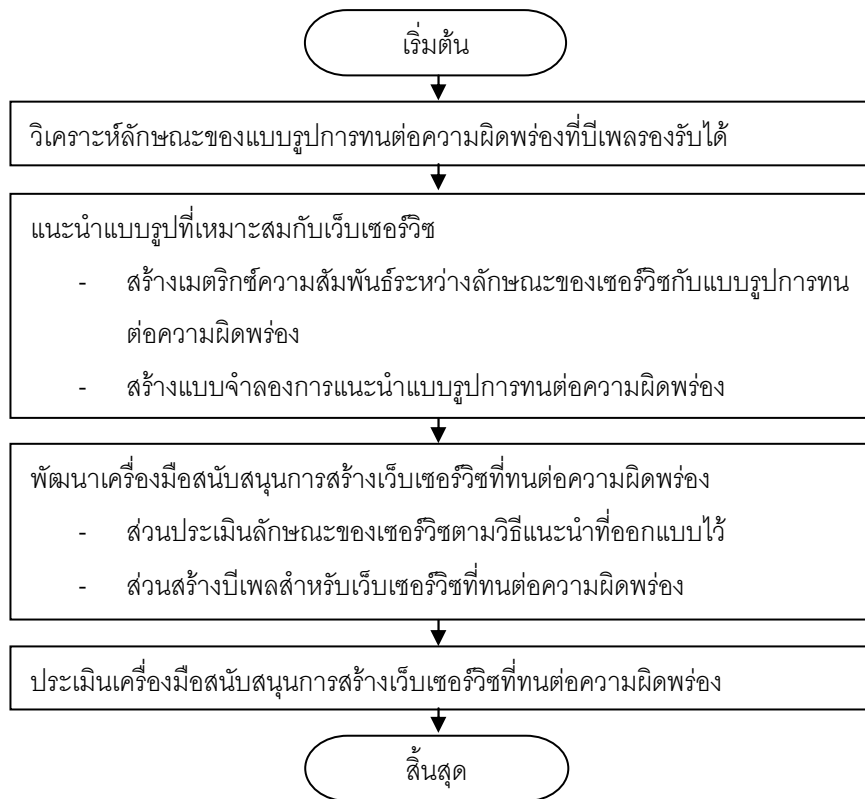 เริ่มต้น
วิเคราะห์ลักษณะของแบบรูปการทนต่อความผิดพร่องที่บีเพลรองรับได้
แนะนำแบบรูปที่เหมาะสมกับเว็บเซอร์วิซ
- สร้างเมตริกซ์ความสัมพันธ์ระหว่างลักษณะของเซอร์วิซกับแบบรูปการทน
ต่อความผิดพร่อง
- สร้างแบบจำลองการแนะนำแบบรูปการทนต่อความผิดพร่อง
พัฒนาเครื่องมือสนับสนุนการสร้างเว็บเซอร์วิซที่ทนต่อความผิดพร่อง
- ส่วนประเมินลักษณะของเซอร์วิซตามวิธีแนะนำที่ออกแบบไว้
- ส่วนสร้างบีเพลสำหรับเว็บเซอร์วิซที่ทนต่อความผิดพร่อง
ประเมินเครื่องมือสนับสนุนการสร้างเว็บเซอร์วิซที่ทนต่อความผิดพร่อง
สิ้นสุด